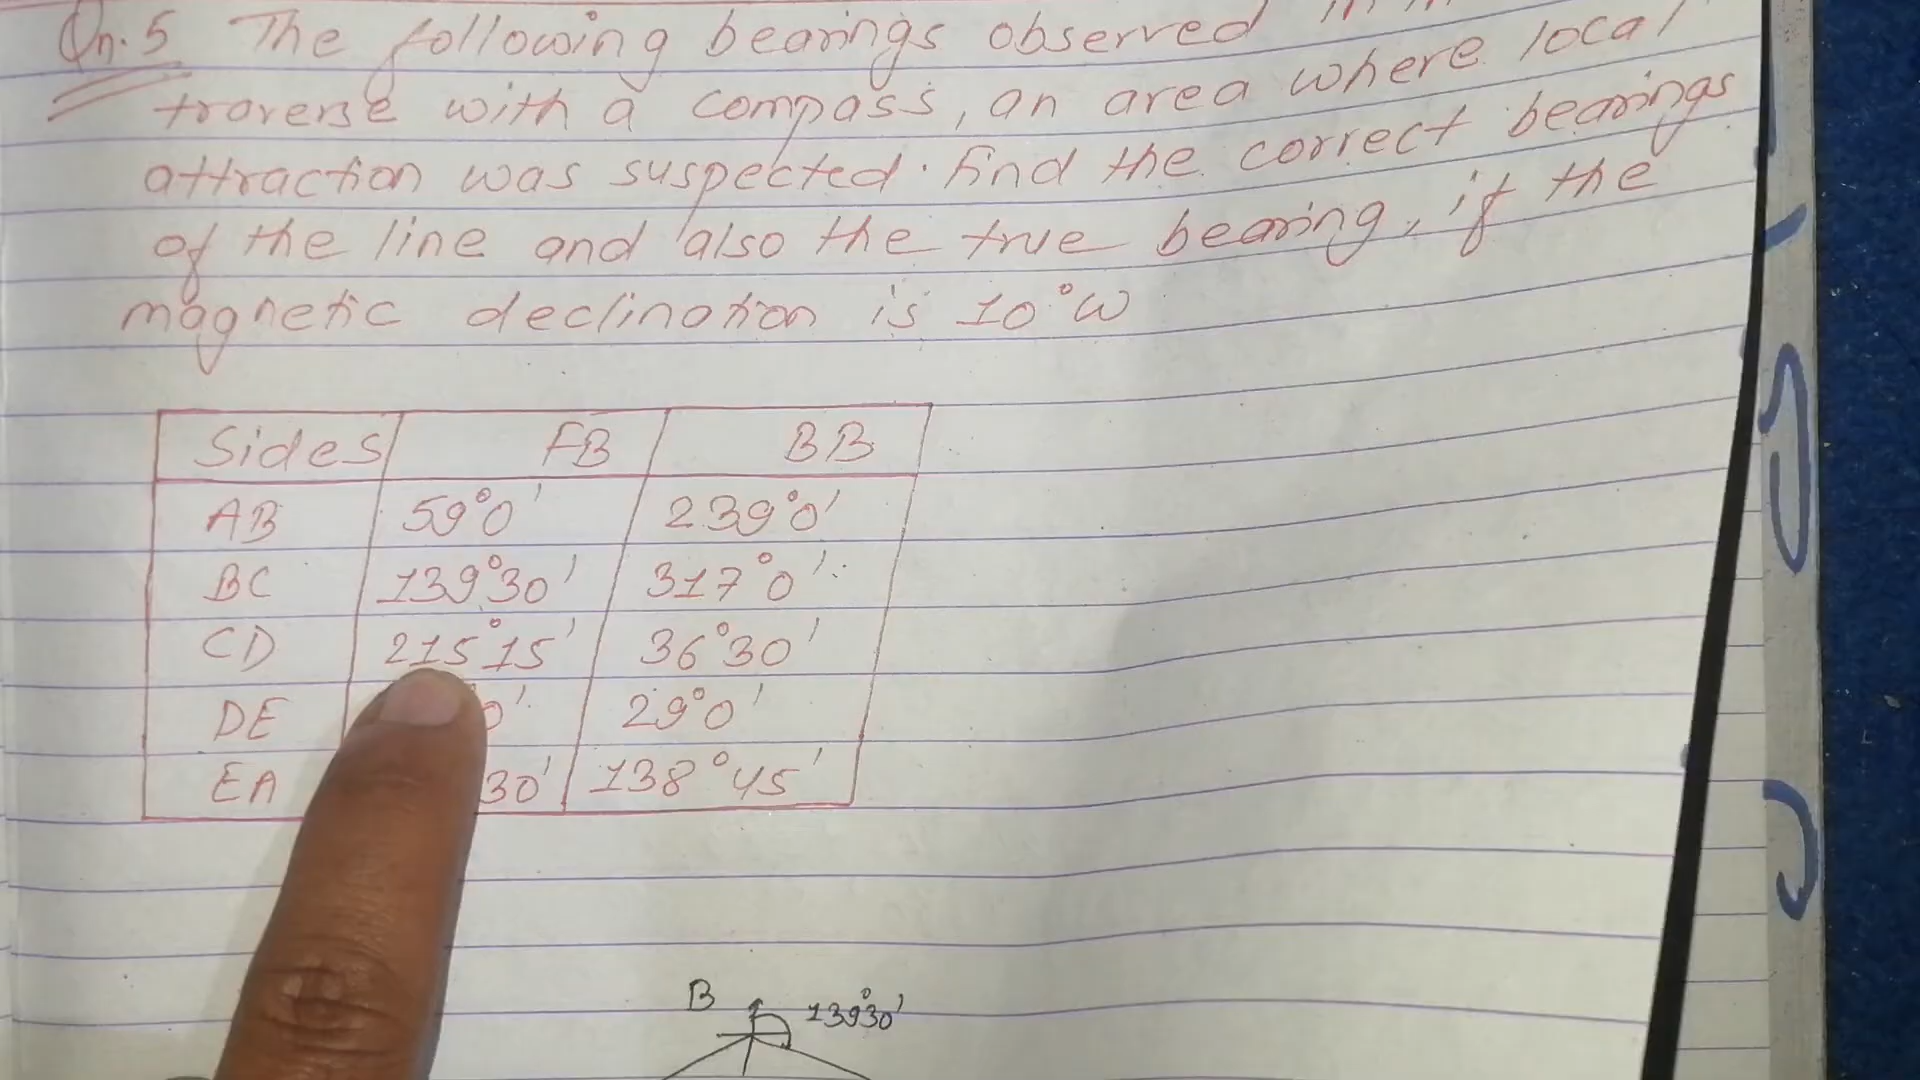 Qn.5 The following bearings observed in
traverse with a compass, an area where local
attraction was suspected. find the correct bearings
of the line and also the true bearing, if the
magnetic declination is 10°W
Sides FB BB
AB 59°0' 239°0'
BC 139°30' 317°0'
CD 215°15' 36°30'
DE 0' 29°0'
EA 30' 138°45'
B 139°30'